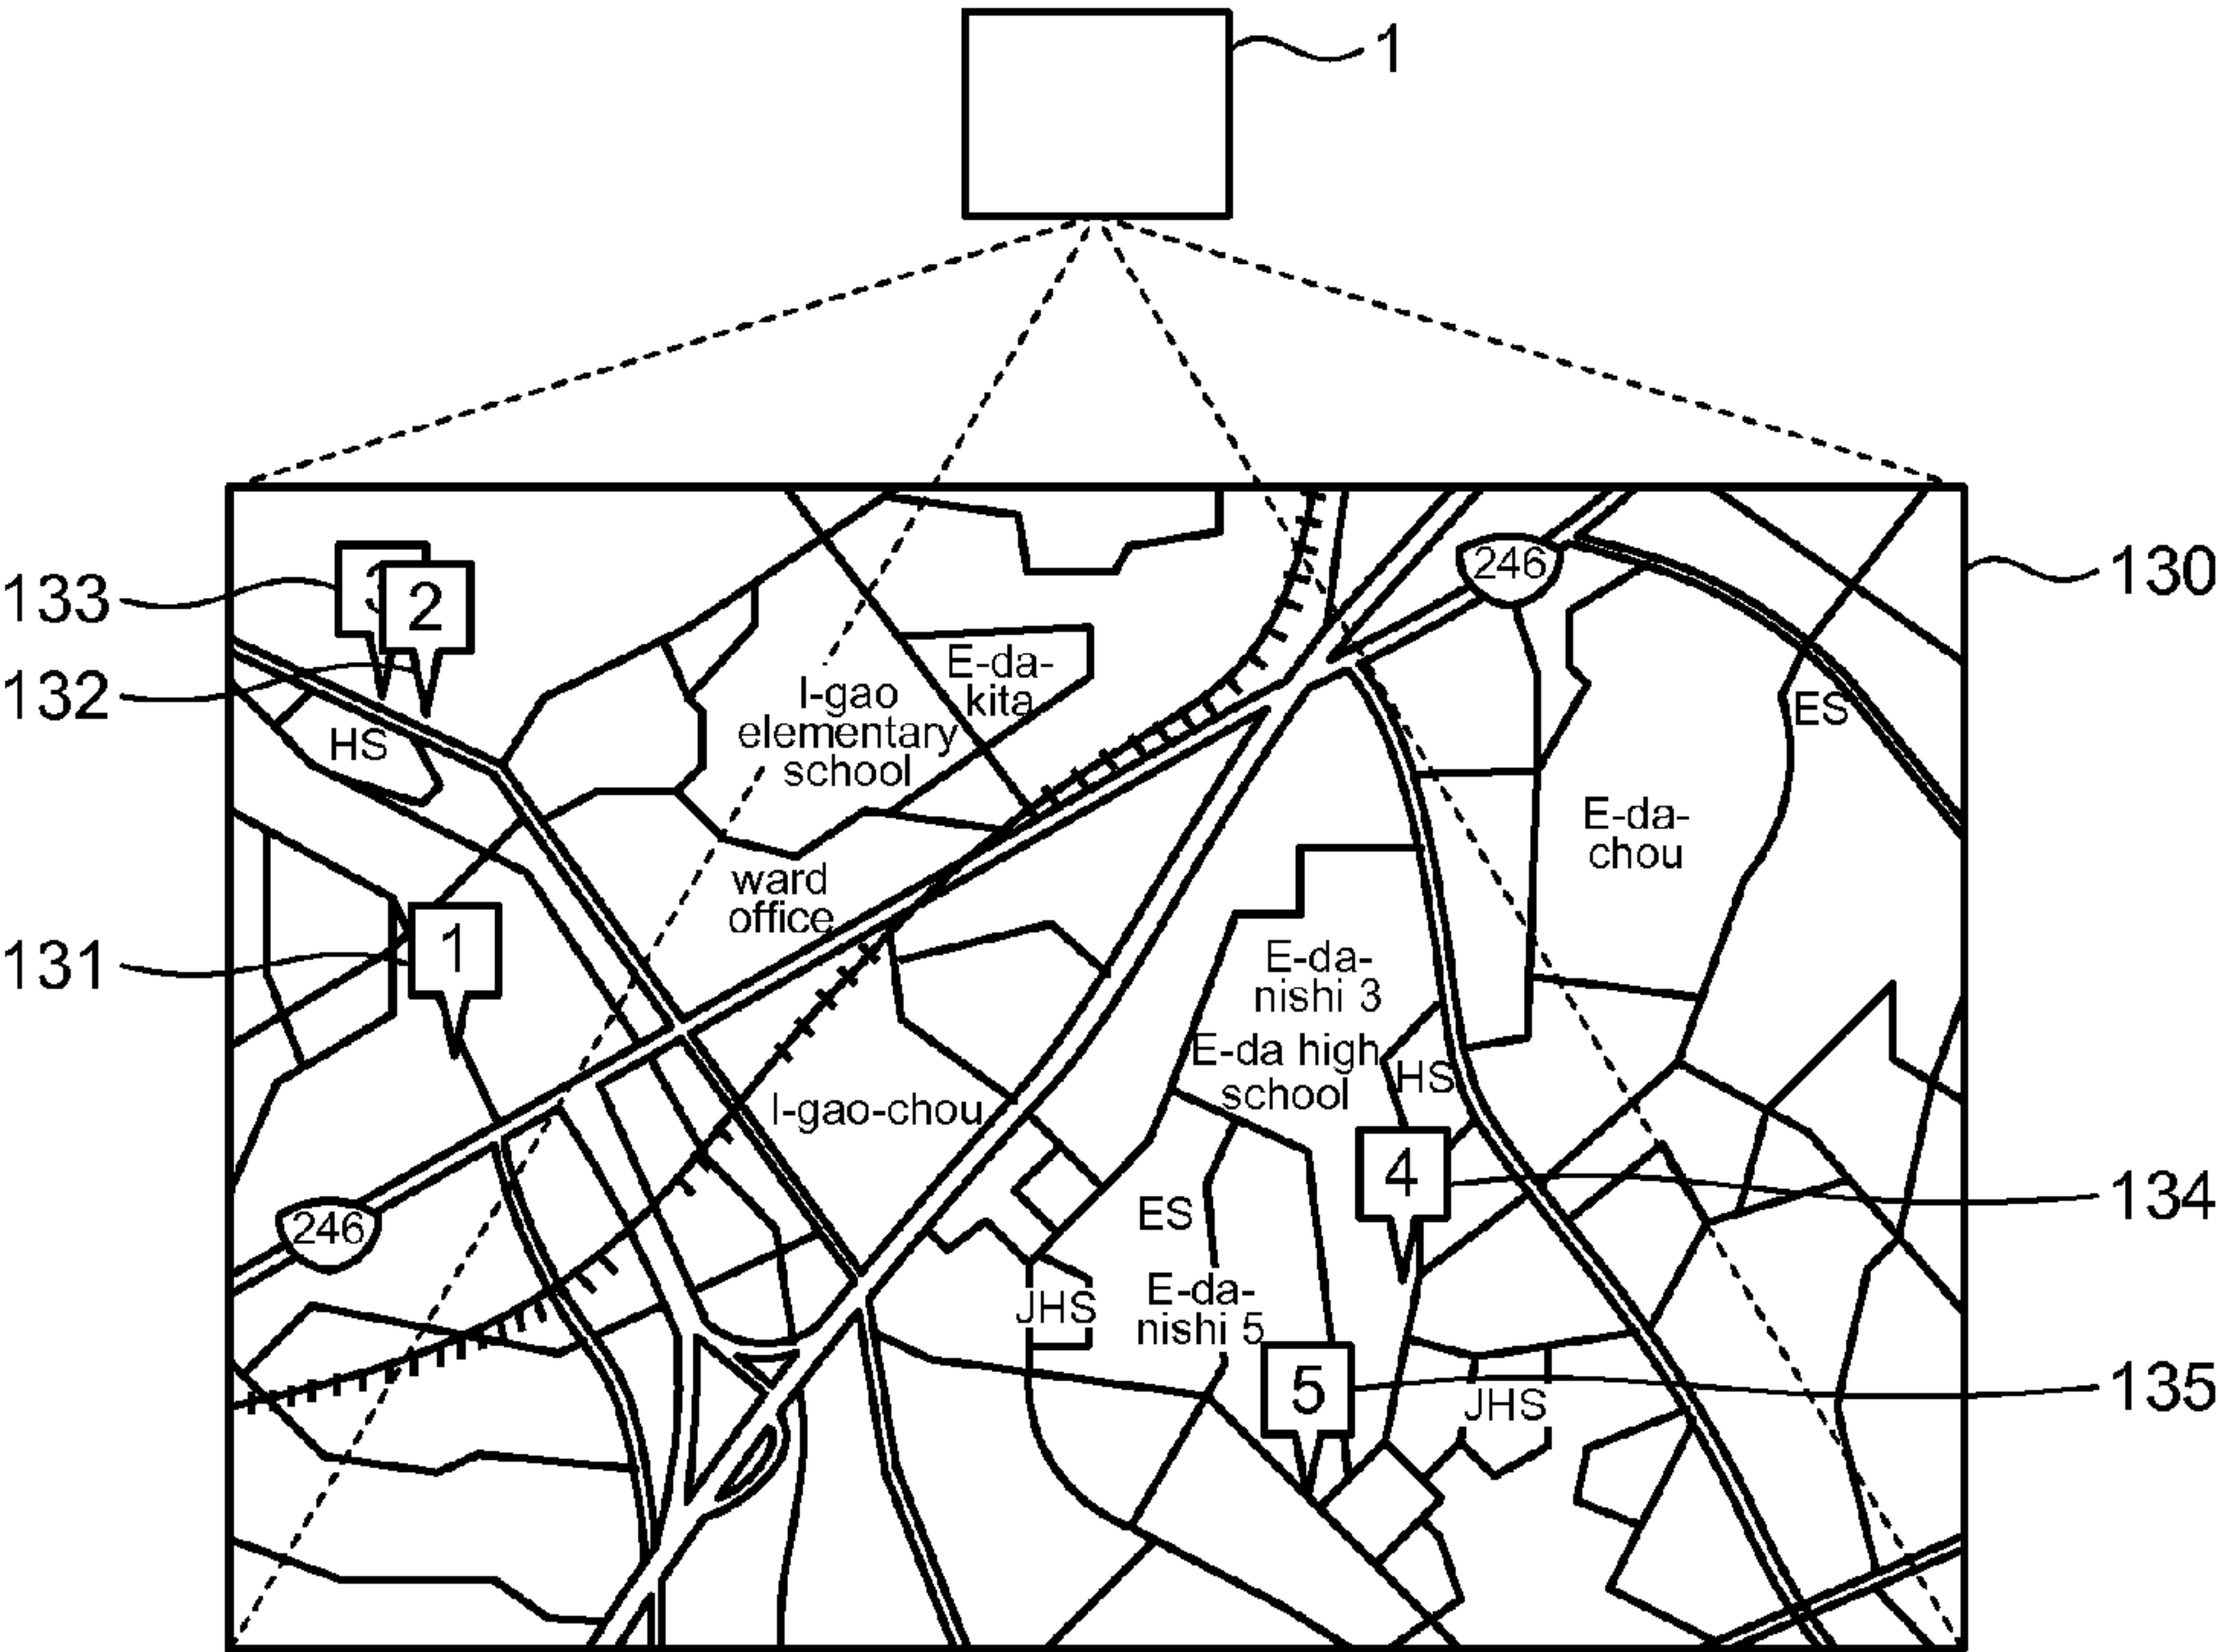 1
130
133
2
246
132
E-da-
kita
I-gao
elementary
school
ES
HS
E-da-
chou
ward
office
131
1
E-da-
nishi 3
E-da high
school
HS
I-gao-chou
4
134
ES
246
JHS
E-da-
nishi 5
5
135
JHS